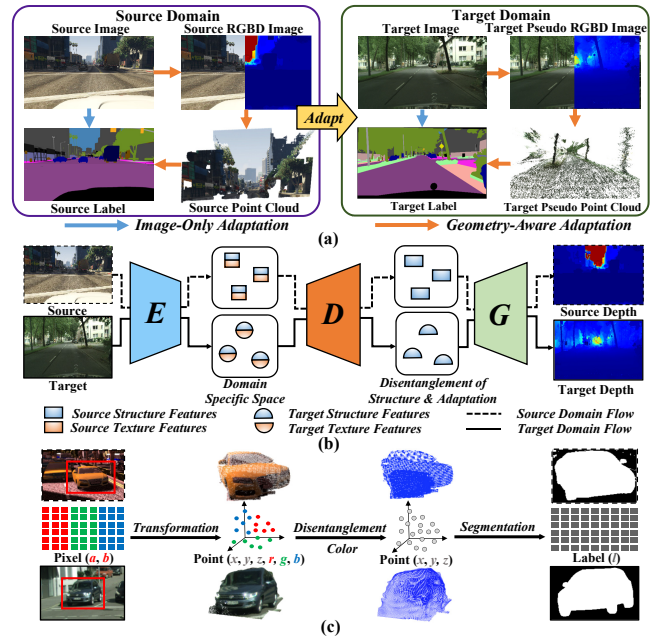 Source Domain
Target Domain
Source Image
Source RGBD Image
Target Image
Target Pseudo RGBD Image
Adapt
Source Label
Source Point Cloud
Target Label
Target Pseudo Point Cloud
Image-Only Adaptation
Geometry-Aware Adaptation
(a)
Source
Target
E
D
G
Domain
Specific Space
Disentanglement of
Structure & Adaptation
Source Depth
Target Depth
Source Structure Features
Target Structure Features
Source Domain Flow
Source Texture Features
Target Texture Features
Target Domain Flow
(b)
Transformation
Disentanglement
Color
Segmentation
Pixel (a, b)
Point (x, y, z, r, g, b)
Point (x, y, z)
Label (l)
(c)